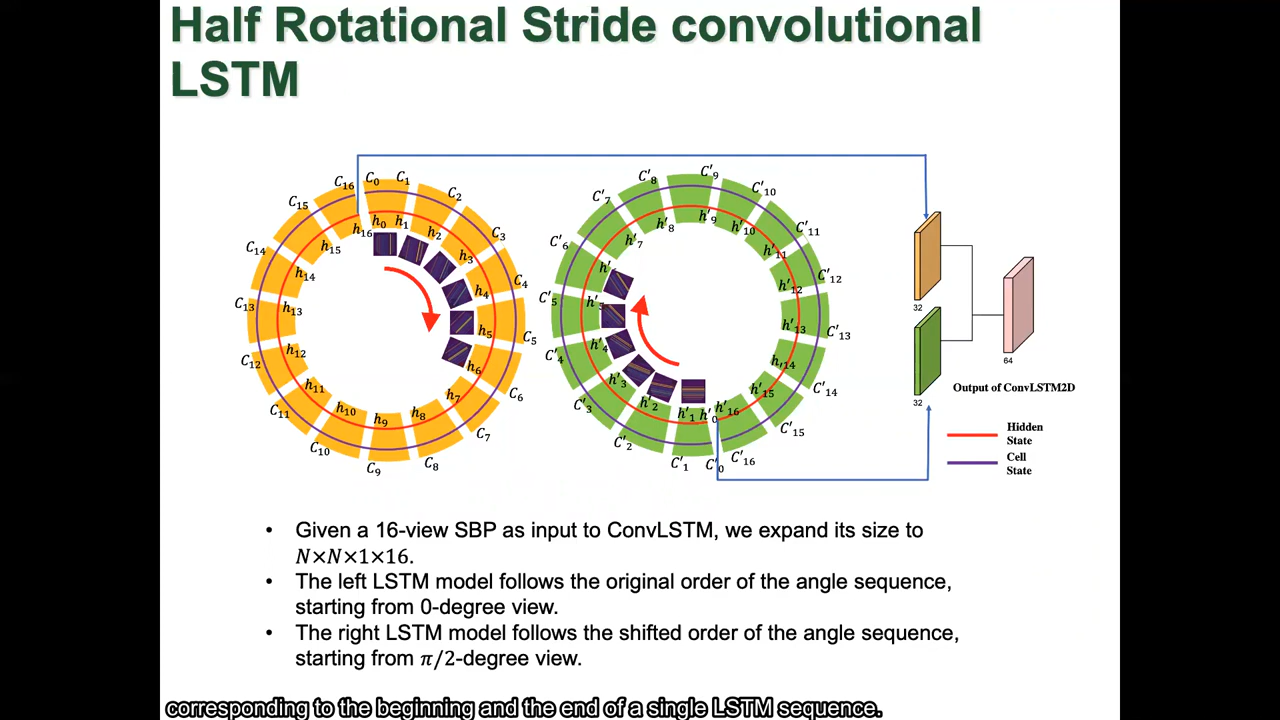 Half Rotational Stride convolutional
LSTM
C₀
C₁
C₂
C₃
C₄
C₅
C₆
C₇
C₈
C₉
C₁₀
C₁₁
C₁₂
C₁₃
C₁₄
C₁₅
C₁₆
h₀
h₁
h₂
h₃
h₄
h₅
h₆
h₇
h₈
h₉
h₁₀
h₁₁
h₁₂
h₁₃
h₁₄
h₁₅
h₁₆
C′₀
C′₁
C′₂
C′₃
C′₄
C′₅
C′₆
C′₇
C′₈
C′₉
C′₁₀
C′₁₁
C′₁₂
C′₁₃
C′₁₄
C′₁₅
C′₁₆
h′₀
h′₁
h′₂
h′₃
h′₄
h′₅
h′
h′₇
h′₈
h′₉
h′₁₀
h′₁₁
h′₁₂
h′₁₃
h′₁₄
h′₁₅
h′₁₆
32
32
64
Output of ConvLSTM2D
Hidden
State
Cell
State
• Given a 16-view SBP as input to ConvLSTM, we expand its size to
N×N×1×16.
• The left LSTM model follows the original order of the angle sequence,
starting from 0-degree view.
• The right LSTM model follows the shifted order of the angle sequence,
starting from π/2-degree view.
corresponding to the beginning and the end of a single LSTM sequence.